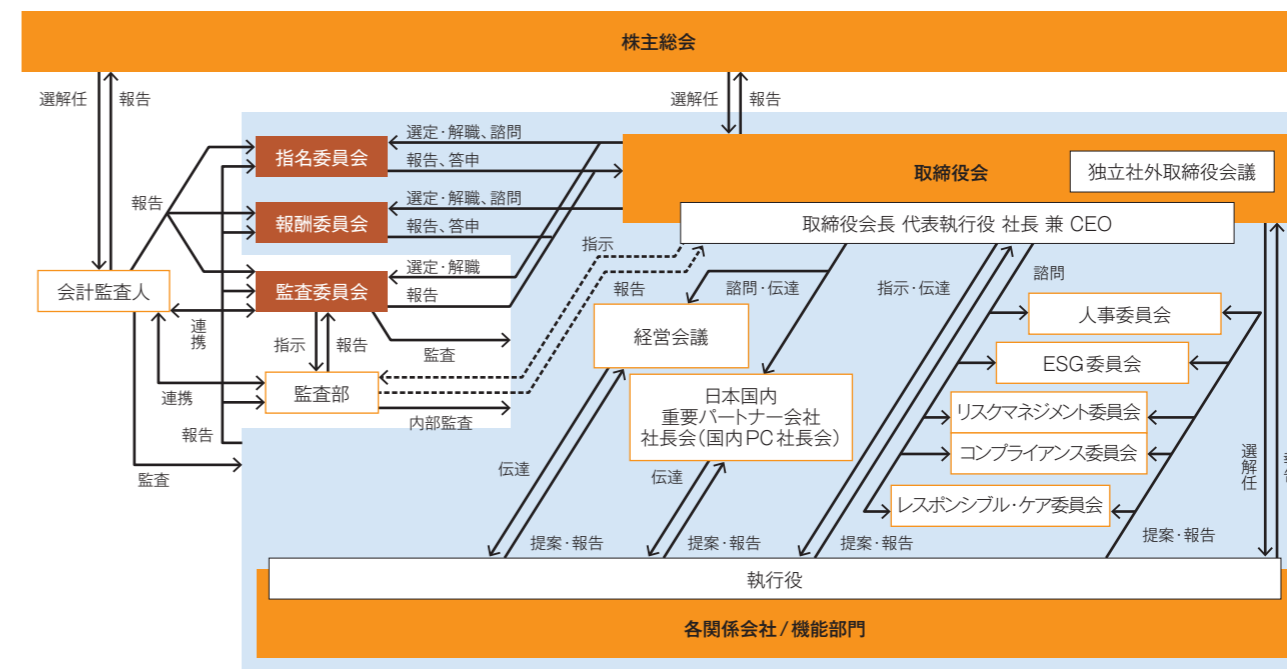 株主総会
選解任
報告
選解任
報告
指名委員会
選定・解職、諮問
報告、答申
取締役会
独立社外取締役会議
報告
報酬委員会
選定・解職、諮問
報告、答申
取締役会長 代表執行役 社長 兼 CEO
指示
会計監査人
監査委員会
選定・解職
報告
報告
諮問・伝達
指示・伝達
諮問
人事委員会
連携
指示
報告
監査
経営会議
ESG委員会
連携
監査部
内部監査
日本国内
重要パートナー会社
社長会(国内PC社長会)
リスクマネジメント委員会
コンプライアンス委員会
報告
監査
伝達
伝達
選解任
レスポンシブル・ケア委員会
提案・報告
提案・報告
提案・報告
提案・報告
執行役
各関係会社/機能部門